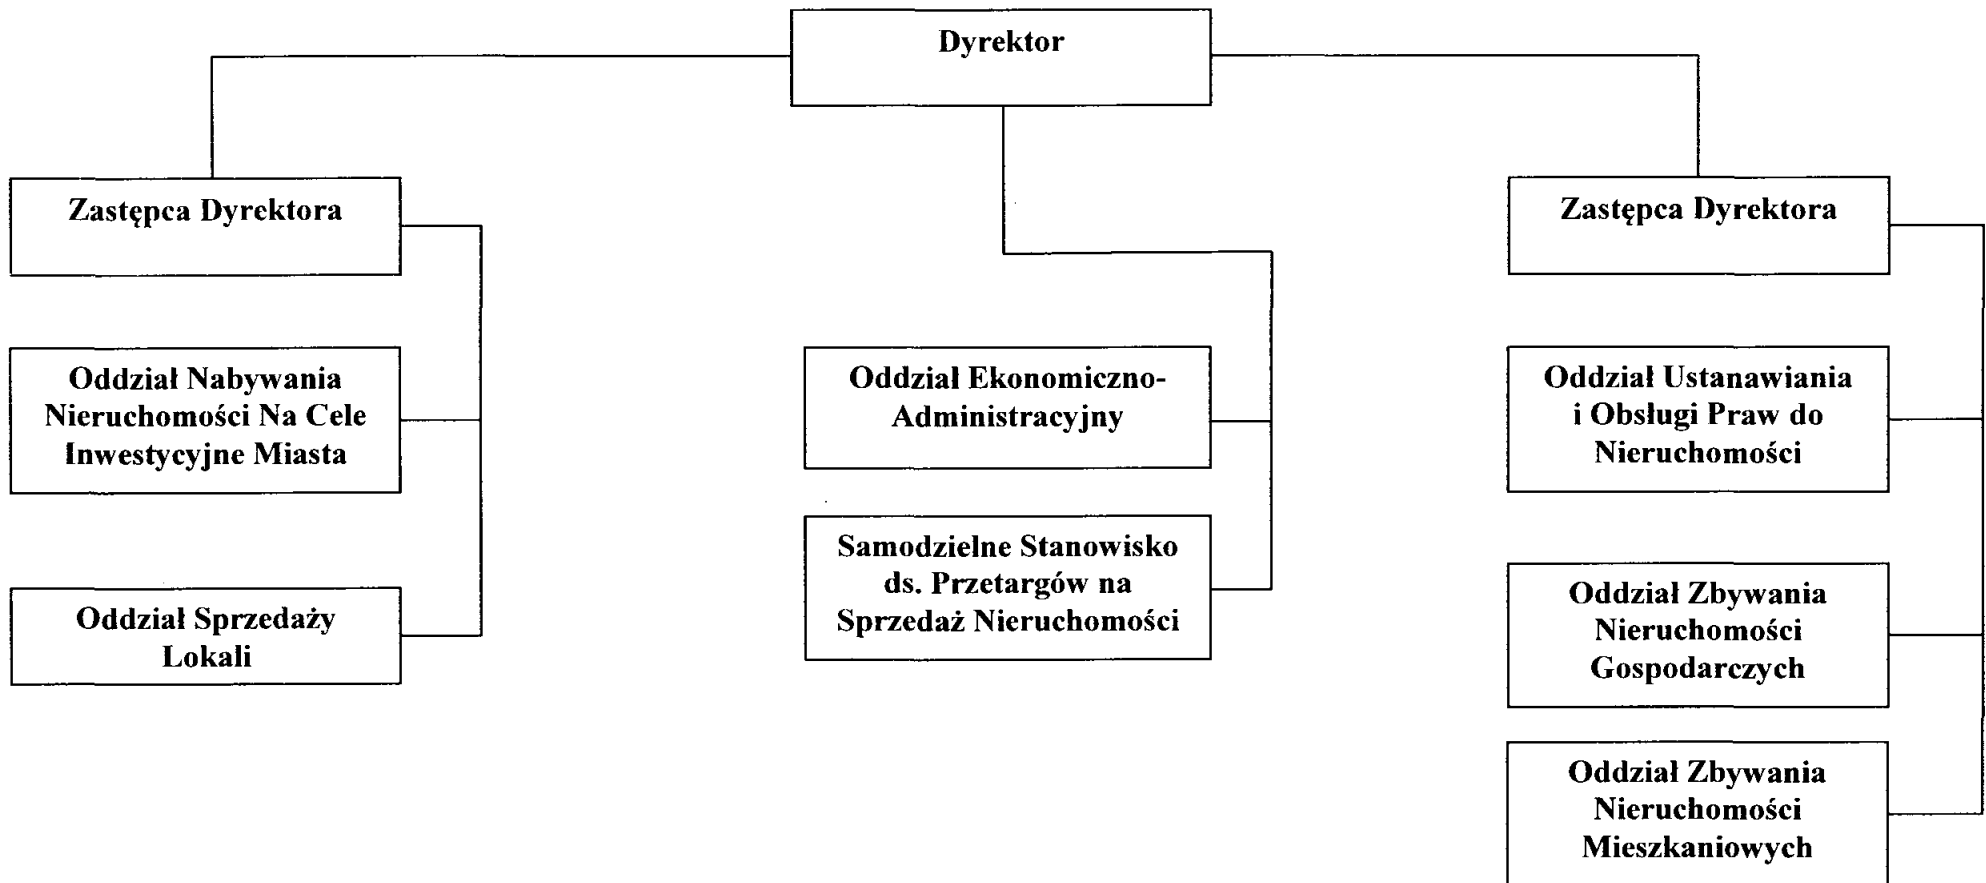 Dyrektor
Zastępca Dyrektora
Zastępca Dyrektora
Oddział Nabywania
Nieruchomości Na Cele
Inwestycyjne Miasta
Oddział Ekonomiczno-
Administracyjny
Oddział Ustanawiania
i Obsługi Praw do
Nieruchomości
Oddział Sprzedaży
Lokali
Samodzielne Stanowisko
ds. Przetargów na
Sprzedaż Nieruchomości
Oddział Zbywania
Nieruchomości
Gospodarczych
Oddział Zbywania
Nieruchomości
Mieszkaniowych